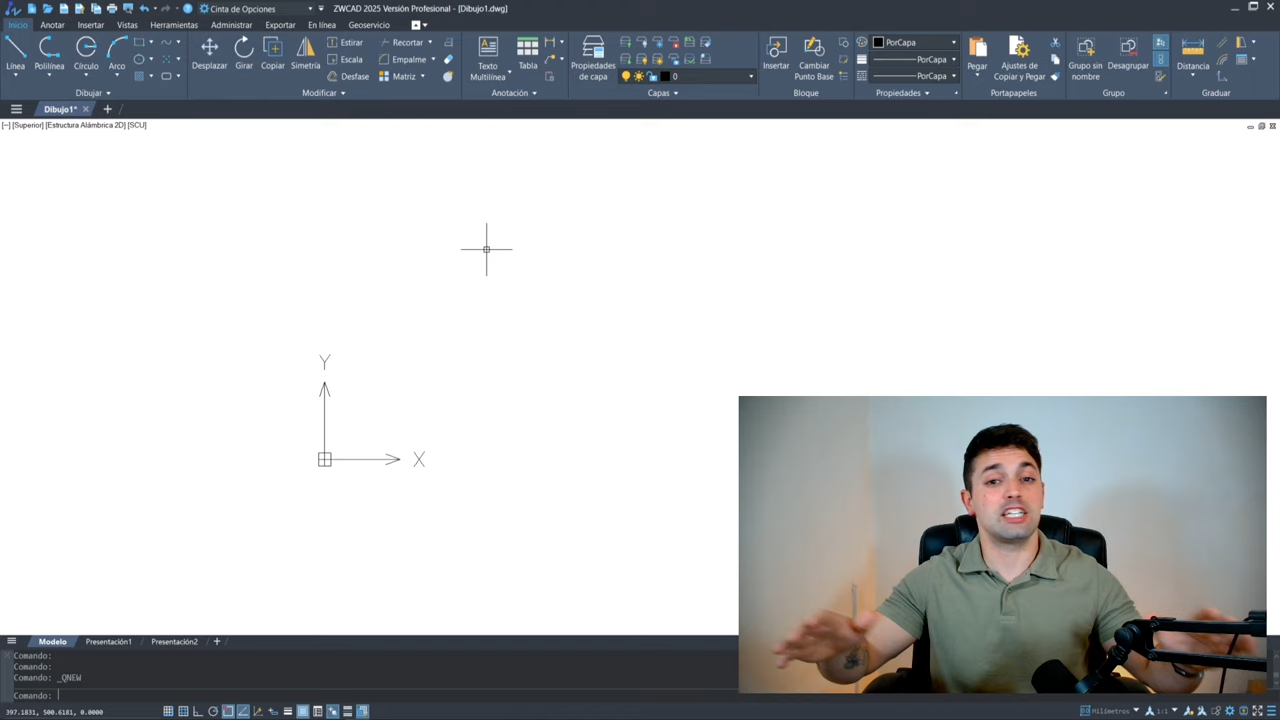 Cinta de Opciones
ZWCAD 2025 Versión Profesional - [Dibujo1.dwg]
Inicio Anotar Insertar Vistas Herramientas Administrar Exportar En línea Geoservicio
Línea Polilínea Círculo Arco
Desplazar Girar Copiar Simetría
Estirar Recortar
Escala Empalme
Desfase Matriz
Texto Multilínea Tabla
Propiedades de capa
0
Insertar Cambiar Punto Base
PorCapa
PorCapa
PorCapa
Pegar Ajustes de Copiar y Pegar
Grupo sin nombre Desagrupar
Distancia
Dibujar Modificar Anotación Capas Bloque Propiedades Portapapeles Grupo Graduar
Dibujo1*
[−] [Superior] [Estructura Alámbrica 2D] [SCU]
Y
X
Modelo Presentación1 Presentación2
Comando:
Comando:
Comando: _QNEW
Comando:
397.1831, 500.6181, 0.0000
Milímetros 1:1